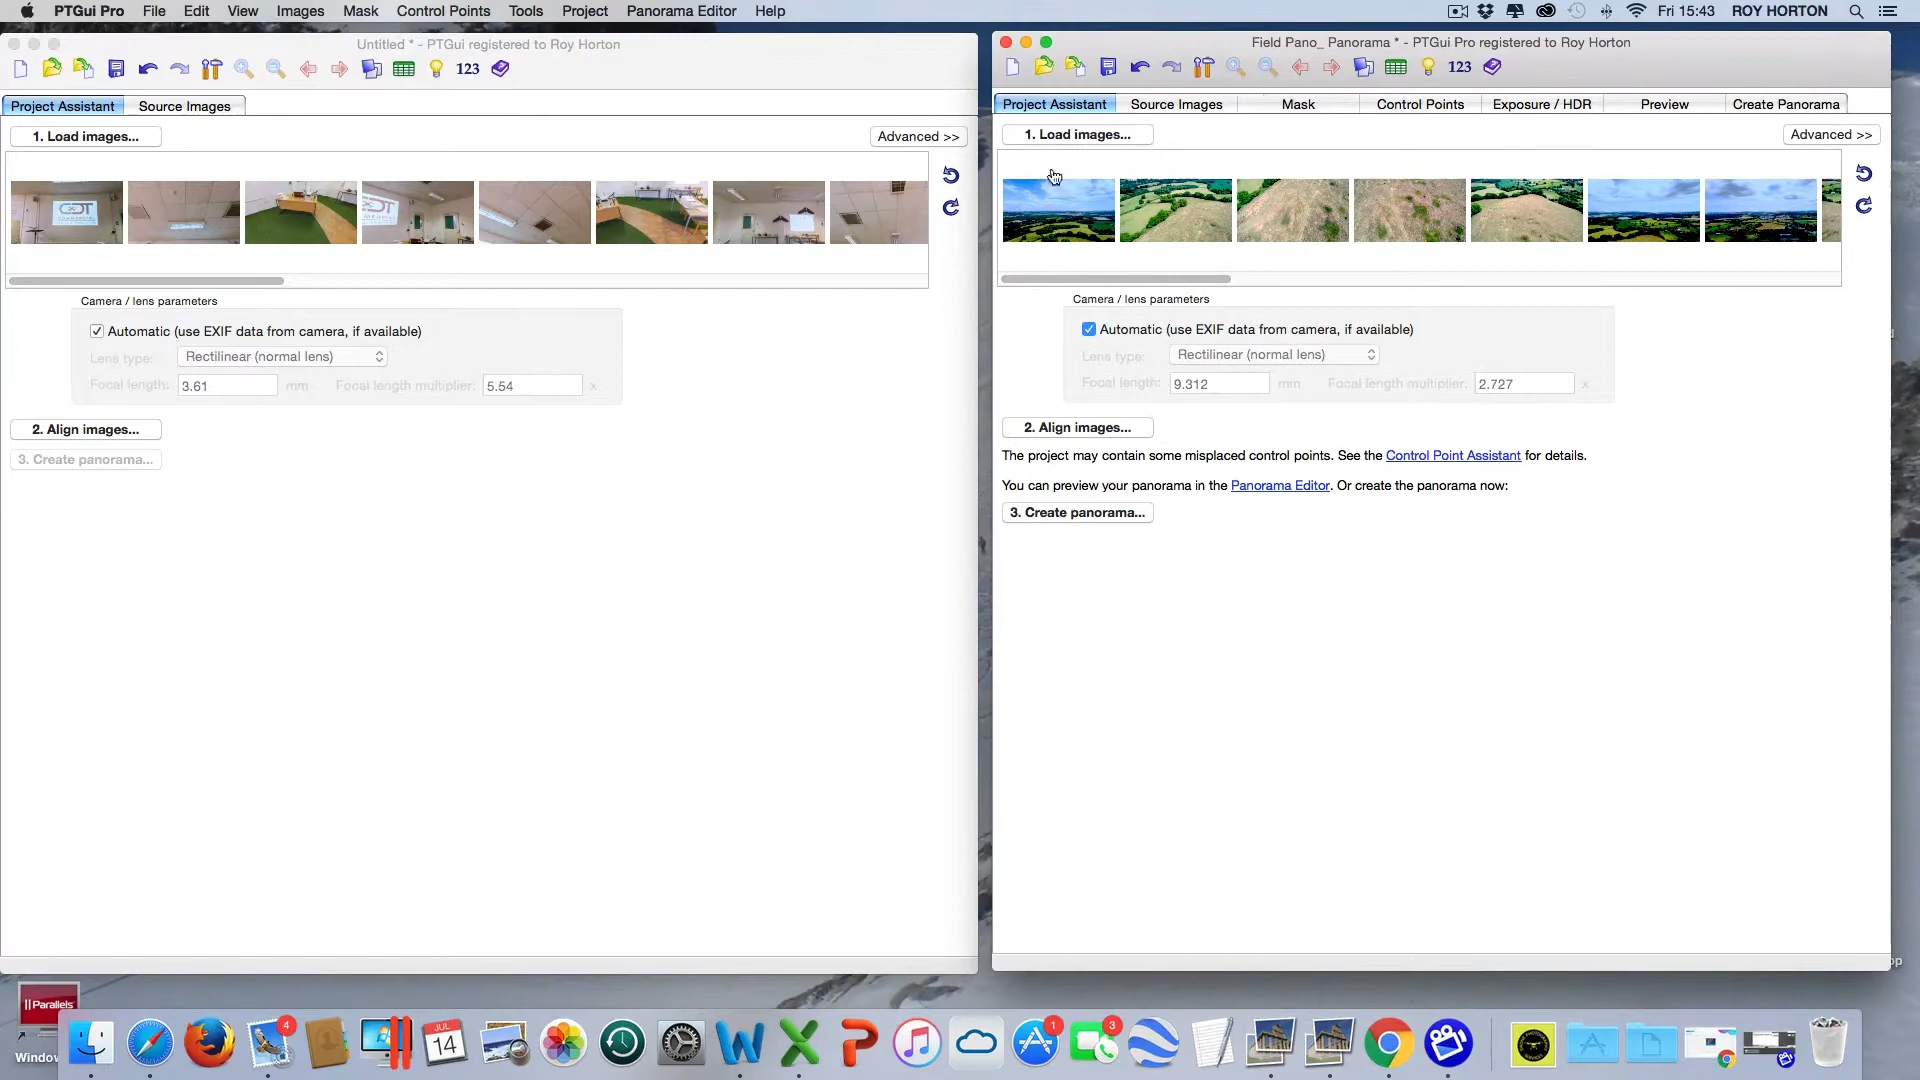 PTGui Pro File Edit View Images Mask Control Points Tools Project Panorama Editor Help
Fri 15:43 ROY HORTON
Untitled * - PTGui registered to Roy Horton
123
Project Assistant Source Images
1. Load images...
Advanced >>
Camera / lens parameters
Automatic (use EXIF data from camera, if available)
Lens type: Rectilinear (normal lens)
Focal length: 3.61 mm Focal length multiplier: 5.54 x
2. Align images...
3. Create panorama...
Field Pano_ Panorama * - PTGui Pro registered to Roy Horton
123
Project Assistant Source Images Mask Control Points Exposure / HDR Preview Create Panorama
1. Load images...
Advanced >>
Camera / lens parameters
Automatic (use EXIF data from camera, if available)
Lens type: Rectilinear (normal lens)
Focal length: 9.312 mm Focal length multiplier: 2.727 x
2. Align images...
The project may contain some misplaced control points. See the Control Point Assistant for details.
You can preview your panorama in the Panorama Editor. Or create the panorama now:
3. Create panorama...
Parallels
4
JUL
14
1
3